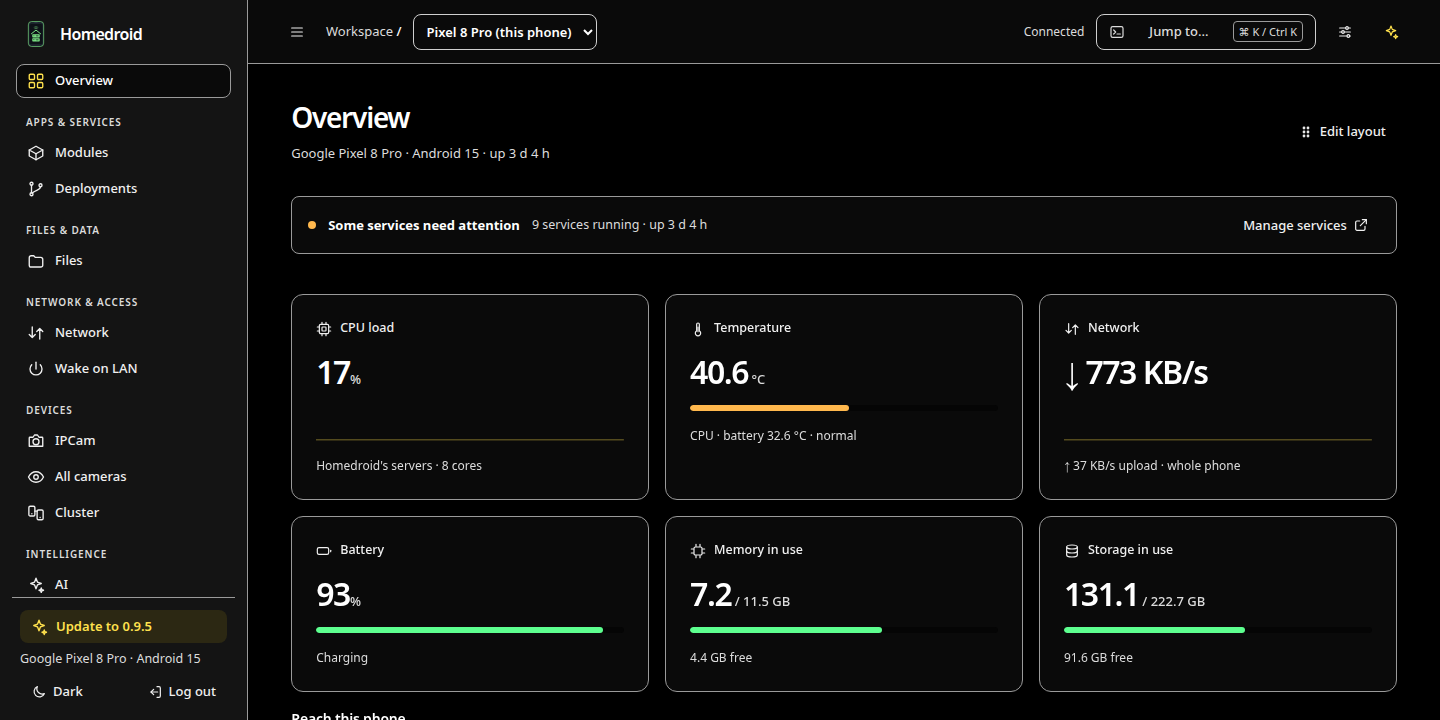 Homedroid
Overview
APPS & SERVICES
Modules
Deployments
FILES & DATA
Files
NETWORK & ACCESS
Network
Wake on LAN
DEVICES
IPCam
All cameras
Cluster
INTELLIGENCE
AI
Update to 0.9.5
Google Pixel 8 Pro · Android 15
Dark
Log out
Workspace / Pixel 8 Pro (this phone)
Connected
Jump to... ⌘ K / Ctrl K
Overview
Google Pixel 8 Pro · Android 15 · up 3 d 4 h
Edit layout
Some services need attention 9 services running · up 3 d 4 h
Manage services
CPU load
17%
Homedroid's servers · 8 cores
Temperature
40.6 °C
CPU · battery 32.6 °C · normal
Network
↓ 773 KB/s
↑ 37 KB/s upload · whole phone
Battery
93%
Charging
Memory in use
7.2 / 11.5 GB
4.4 GB free
Storage in use
131.1 / 222.7 GB
91.6 GB free
Reach this phone